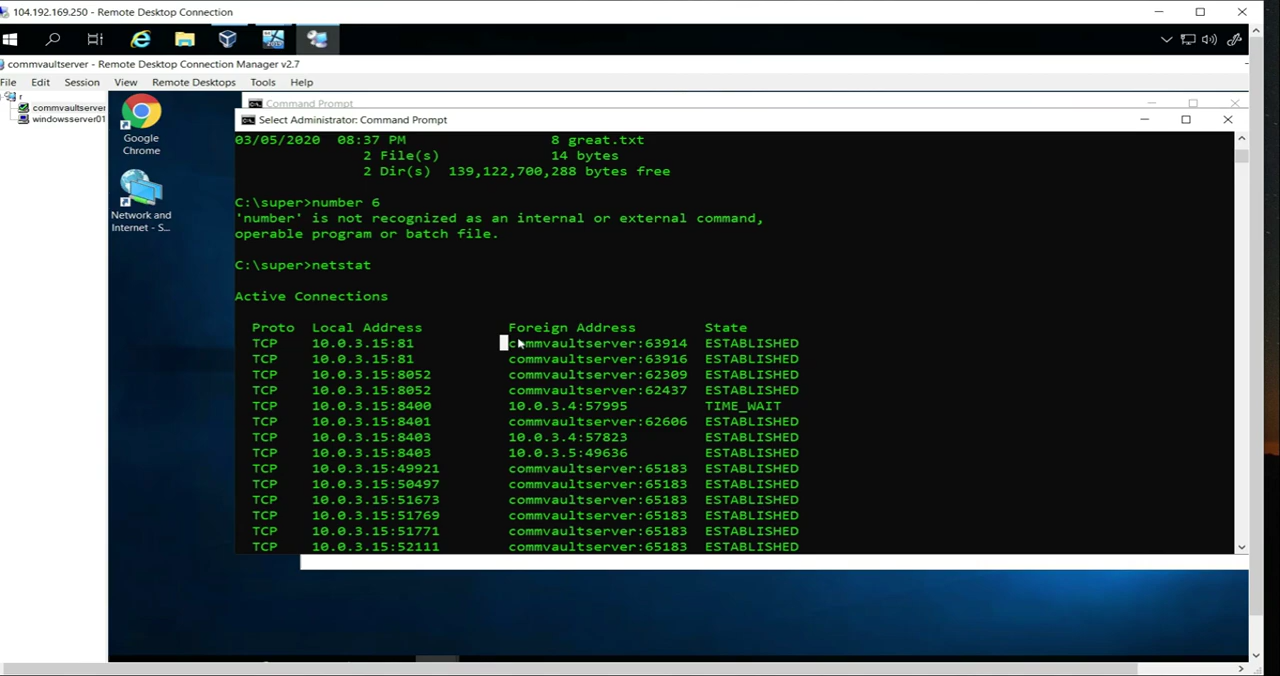 104.192.169.250 - Remote Desktop Connection
commvaultserver - Remote Desktop Connection Manager v2.7
File Edit Session View Remote Desktops Tools Help
r
commvaultserver
windowsserver01
Google
Chrome
Network and
Internet - S...
Command Prompt
Select Administrator: Command Prompt
03/05/2020 08:37 PM 8 great.txt
2 File(s) 14 bytes
2 Dir(s) 139,122,700,288 bytes free
C:\super>number 6
'number' is not recognized as an internal or external command,
operable program or batch file.
C:\super>netstat
Active Connections
Proto Local Address Foreign Address State
TCP 10.0.3.15:81 commvaultserver:63914 ESTABLISHED
TCP 10.0.3.15:81 commvaultserver:63916 ESTABLISHED
TCP 10.0.3.15:8052 commvaultserver:62309 ESTABLISHED
TCP 10.0.3.15:8052 commvaultserver:62437 ESTABLISHED
TCP 10.0.3.15:8400 10.0.3.4:57995 TIME_WAIT
TCP 10.0.3.15:8401 commvaultserver:62606 ESTABLISHED
TCP 10.0.3.15:8403 10.0.3.4:57823 ESTABLISHED
TCP 10.0.3.15:8403 10.0.3.5:49636 ESTABLISHED
TCP 10.0.3.15:49921 commvaultserver:65183 ESTABLISHED
TCP 10.0.3.15:50497 commvaultserver:65183 ESTABLISHED
TCP 10.0.3.15:51673 commvaultserver:65183 ESTABLISHED
TCP 10.0.3.15:51769 commvaultserver:65183 ESTABLISHED
TCP 10.0.3.15:51771 commvaultserver:65183 ESTABLISHED
TCP 10.0.3.15:52111 commvaultserver:65183 ESTABLISHED